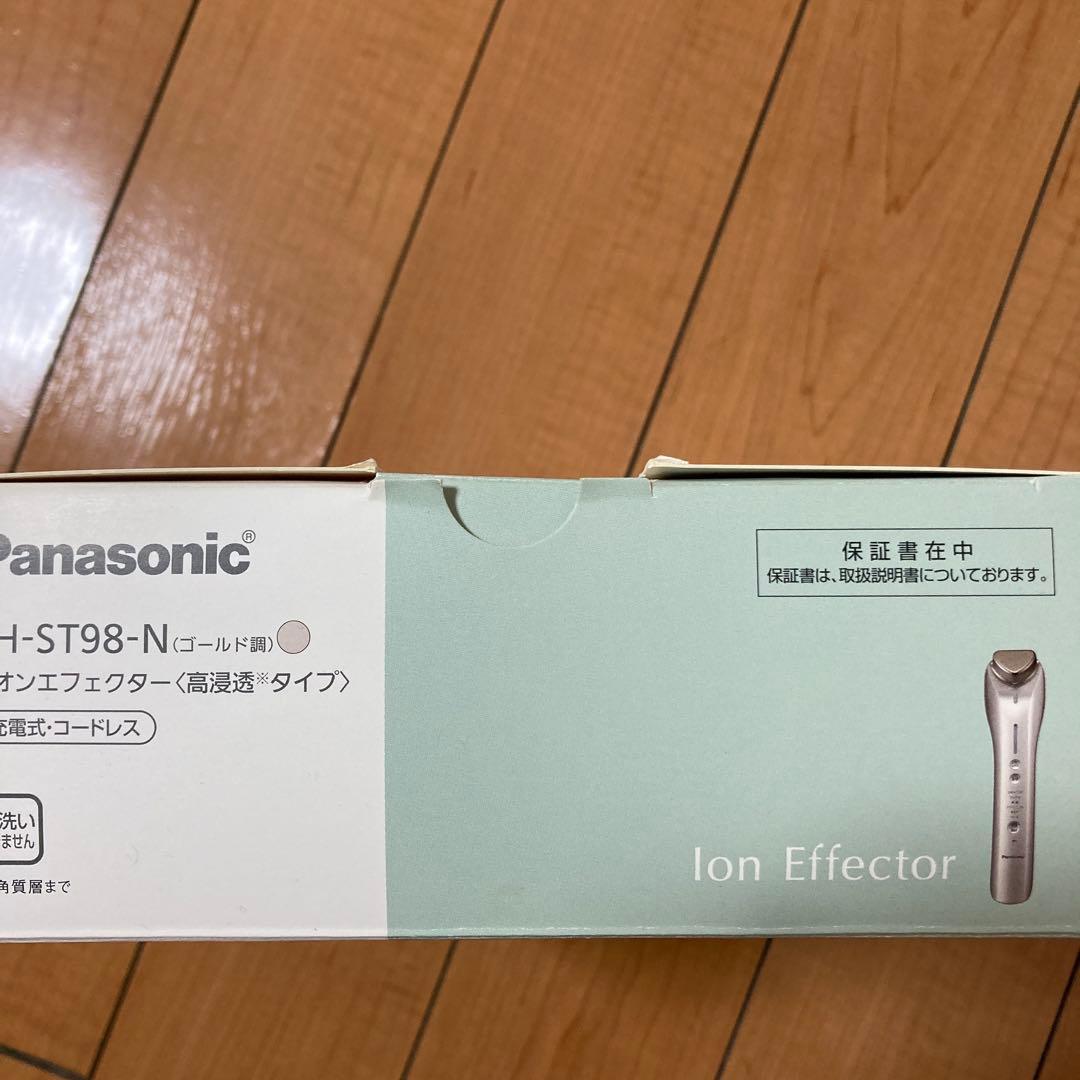 Panasonic®
H-ST98-N(ゴールド調)
オンエフェクター〈高浸透※タイプ〉
充電式・コードレス
洗い
ません
角質層まで
保証書在中
保証書は、取扱説明書についております。
Ion Effector
Panasonic